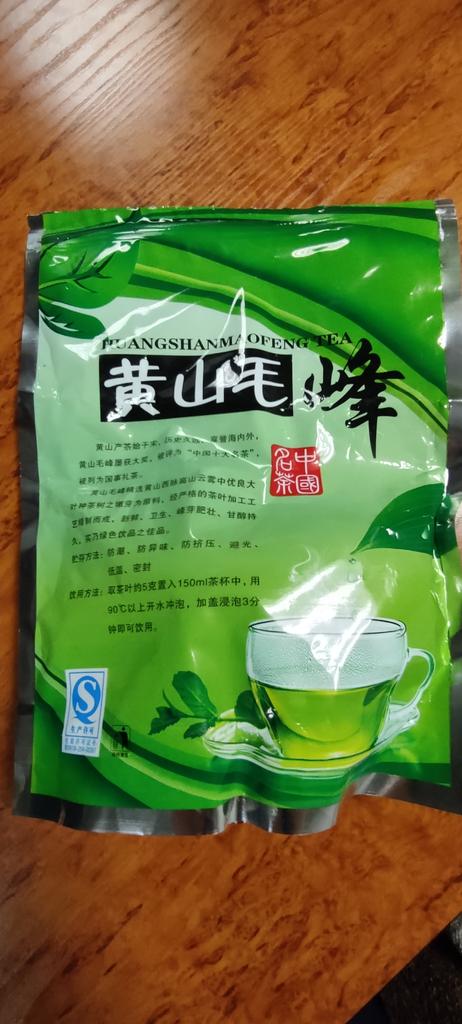 HUANGSHANMAOFENG TEA
黄山毛峰
黄山产茶始于宋，历史久远，享誉海内外，
黄山毛峰屡获大奖，被评为“中国十大名茶”，
被列为国事礼茶。
中國
名茶
黄山毛峰精选黄山西脉高山云雾中优良大
叶种茶树之嫩芽为原料，经严格的茶叶加工工
艺精制而成，新鲜、卫生、峰芽肥壮、甘醇持
久，实乃绿色饮品之佳品。
贮存方法：防潮、防异味、防挤压、避光、
低温、密封
饮用方法：取茶叶约5克置入150ml茶杯中，用
90℃以上开水冲泡，加盖浸泡3分
钟即可饮用。
生产许可